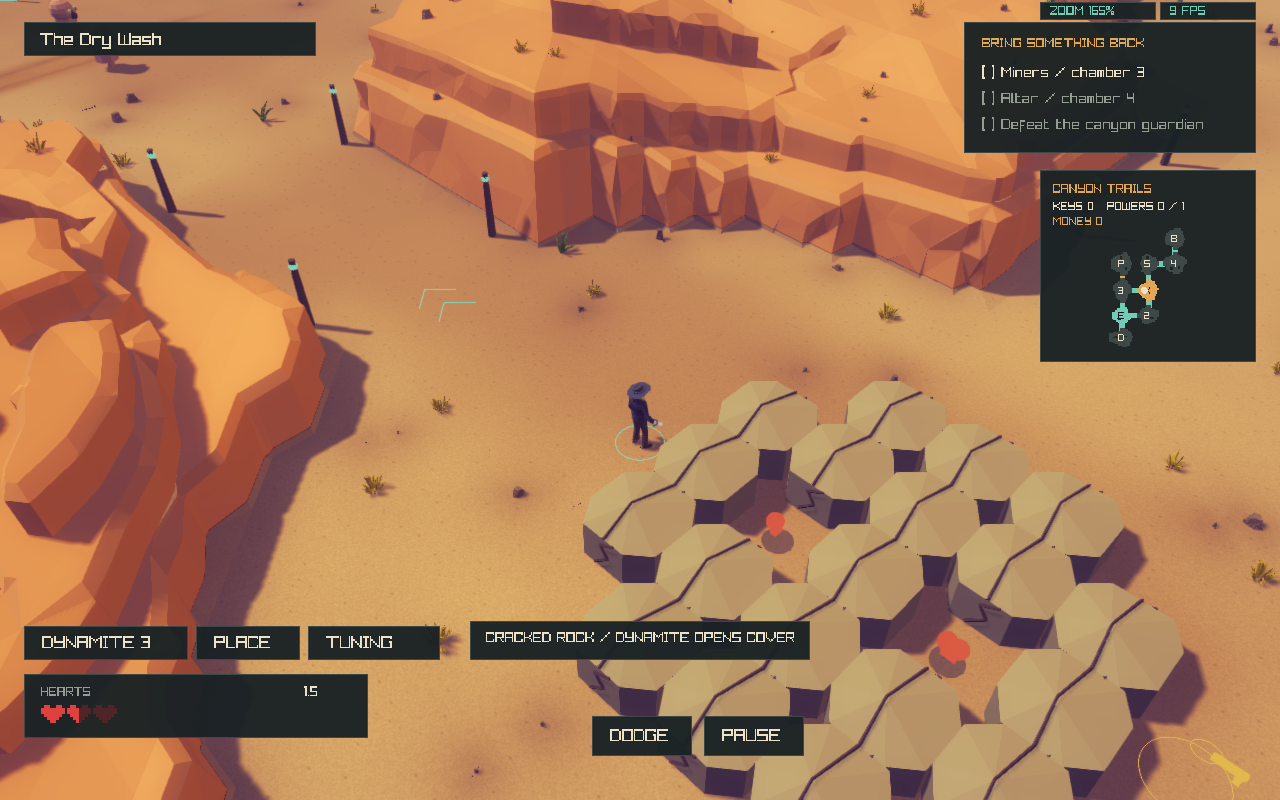 The Dry Wash
ZOOM 165%
9 FPS
BRING SOMETHING BACK
[ ] Miners / chamber 3
[ ] Altar / chamber 4
[ ] Defeat the canyon guardian
CANYON TRAILS
KEYS 0 POWERS 0 / 1
MONEY 0
B
P S 4
3
E 2
D
DYNAMITE 3
PLACE
TUNING
CRACKED ROCK / DYNAMITE OPENS COVER
HEARTS
1.5
DODGE
PAUSE